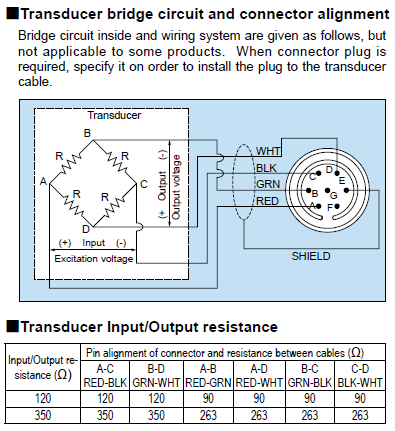 ■Transducer bridge circuit and connector alignment
Bridge circuit inside and wiring system are given as follows, but
not applicable to some products. When connector plug is
required, specify it on order to install the plug to the transducer
cable.
Transducer
B
R
R
A
C
R
R
D
(+) Input (-)
Excitation voltage
(+ Output (-)
Output voltage
WHT
BLK
GRN
RED
D
C
E
B
G
A
F
SHIELD
■Transducer Input/Output resistance
Input/Output re-
sistance (Ω)
Pin alignment of connector and resistance between cables (Ω)
A-C B-D A-B A-D B-C C-D
RED-BLK GRN-WHT RED-GRN RED-WHT GRN-BLK BLK-WHT
120 120 120 90 90 90 90
350 350 350 263 263 263 263